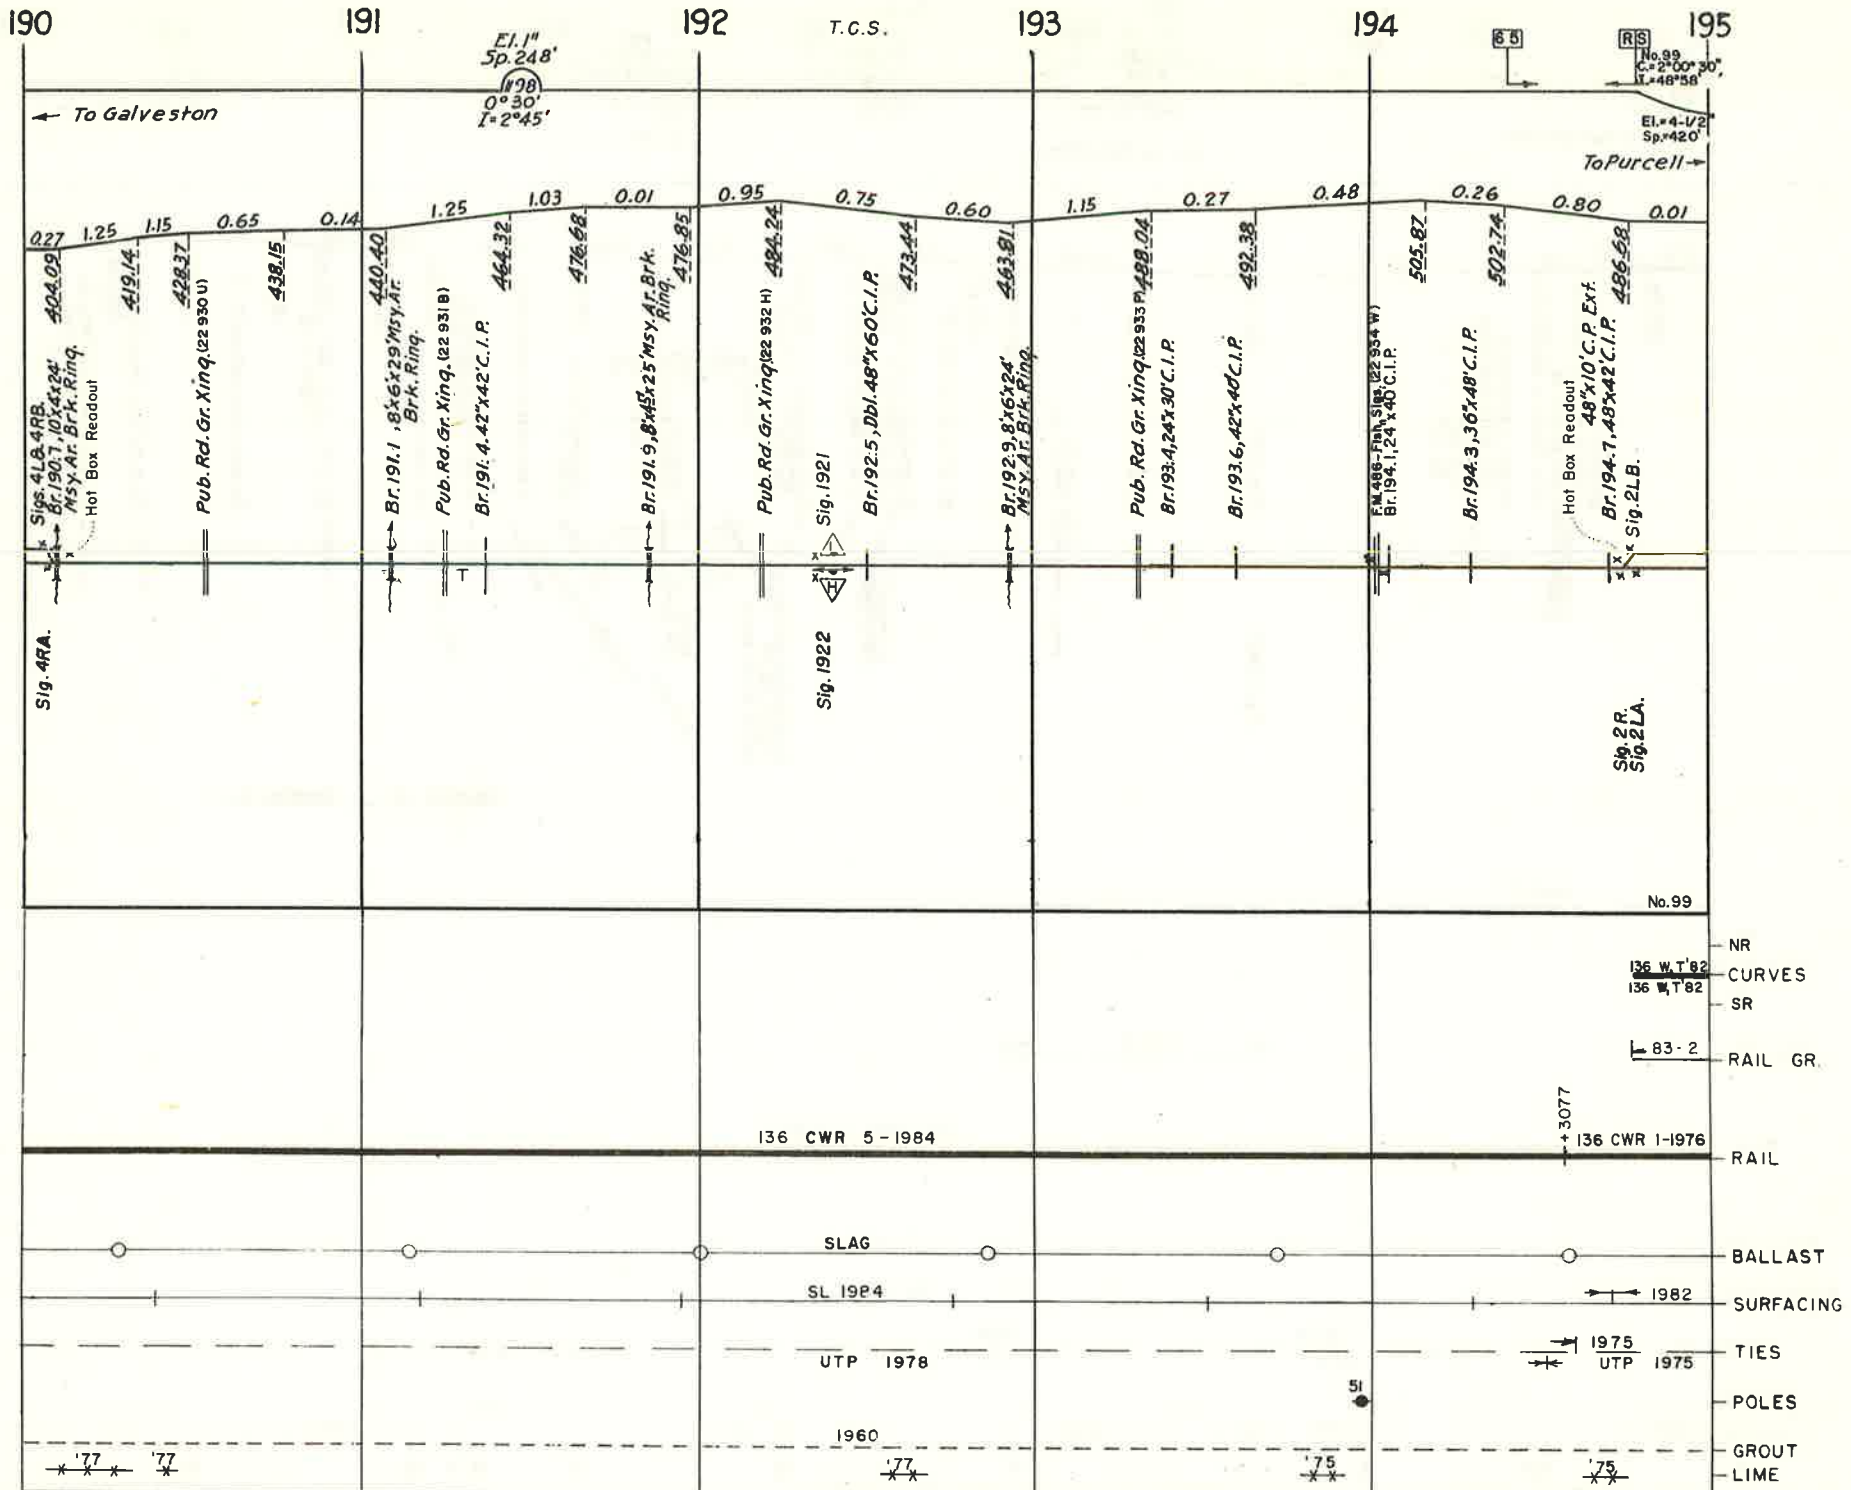 190 191 192 T.C.S. 193 194 195
El. 1"
Sp. 248'
0°30'
I=2°45'
65
RS
No.99
C.=2°00'30"
I.=48°58'
El.=4-1/2"
Sp.=420'
← To Galveston
To Purcell →
0.27 1.25 1.15 0.65 0.14 1.25 1.03 0.01 0.95 0.75 0.60 1.15 0.27 0.48 0.26 0.80 0.01
404.09 419.14 428.37 438.15 440.40 464.32 476.68 476.85 484.24 473.44 463.81 488.04 492.38 505.87 502.74 486.68
Sigs. 4L & 4RB.
Br. 190.1, 10'x4'x24'
Msy. Ar. Brk. Ring.
Hot Box Readout
Pub. Rd. Gr. Xing. (22 930 U)
Br. 191.1, 8'x6'x29' Msy. Ar.
Brk. Ring.
Pub. Rd. Gr. Xing. (22 931 B)
Br. 191.4, 42"x42' C.I.P.
Br. 191.9, 8'x45'x25' Msy. Ar. Brk.
Ring.
Pub. Rd. Gr. Xing. (22 932 H)
Sig. 1921
Br. 192.5, Dbl. 48"x60' C.I.P.
Br. 192.9, 8'x6'x24'
Msy. Ar. Brk. Ring.
Pub. Rd. Gr. Xing. (22 933 P)
Br. 193.4, 24"x30' C.I.P.
Br. 193.6, 42"x40' C.I.P.
F.M. 486-Flsh. Sigs. (22 934 W)
Br. 194.1, 24"x40' C.I.P.
Br. 194.3, 36"x48' C.I.P.
Hot Box Readout
48"x10' C.P. Ext.
Br. 194.7, 48"x42' C.I.P.
Sig. 2LB.
T
H
Sig. 4RA.
Sig. 1922
Sig. 2R.
Sig. 2LA.
No.99
NR
136 W,T'82
CURVES
136 W,T'82
SR
83-2
RAIL GR.
+3077
136 CWR 5-1984
136 CWR 1-1976
RAIL
SLAG
BALLAST
SL 1984
1982
SURFACING
1975
TIES
UTP 1978
UTP 1975
51
POLES
1960
GROUT
'77 '77 '77 '75 '75
LIME